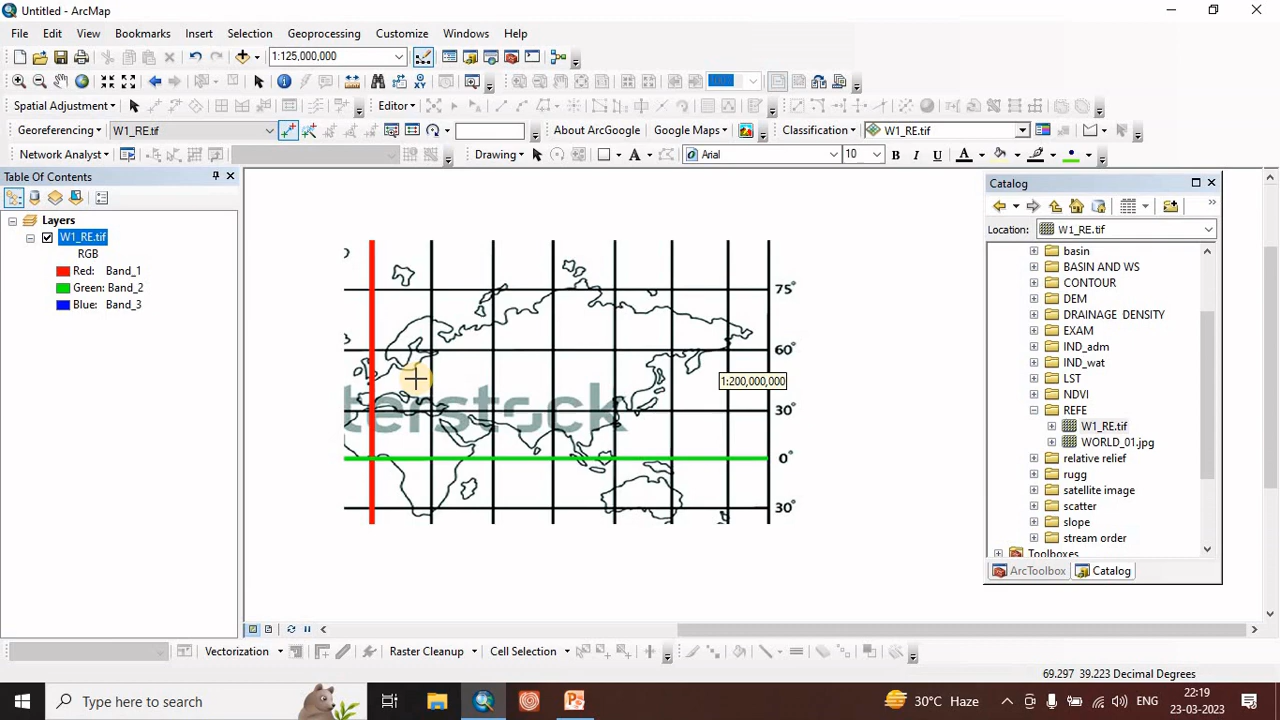 Untitled - ArcMap
File Edit View Bookmarks Insert Selection Geoprocessing Customize Windows Help
1:125,000,000
Spatial Adjustment Editor
Georeferencing W1_RE.tif About ArcGoogle Google Maps Classification W1_RE.tif
Network Analyst Drawing A Arial 10 B I U A
Table Of Contents
Layers
W1_RE.tif
RGB
Red: Band_1
Green: Band_2
Blue: Band_3
75°
60°
30°
0°
30°
terstock
1:200,000,000
Catalog
Location: W1_RE.tif
basin
BASIN AND WS
CONTOUR
DEM
DRAINAGE DENSITY
EXAM
IND_adm
IND_wat
LST
NDVI
REFE
W1_RE.tif
WORLD_01.jpg
relative relief
rugg
satellite image
scatter
slope
stream order
Toolboxes
ArcToolbox Catalog
Vectorization Raster Cleanup Cell Selection
69.297 39.223 Decimal Degrees
Type here to search
30°C Haze
ENG
22:19
23-03-2023